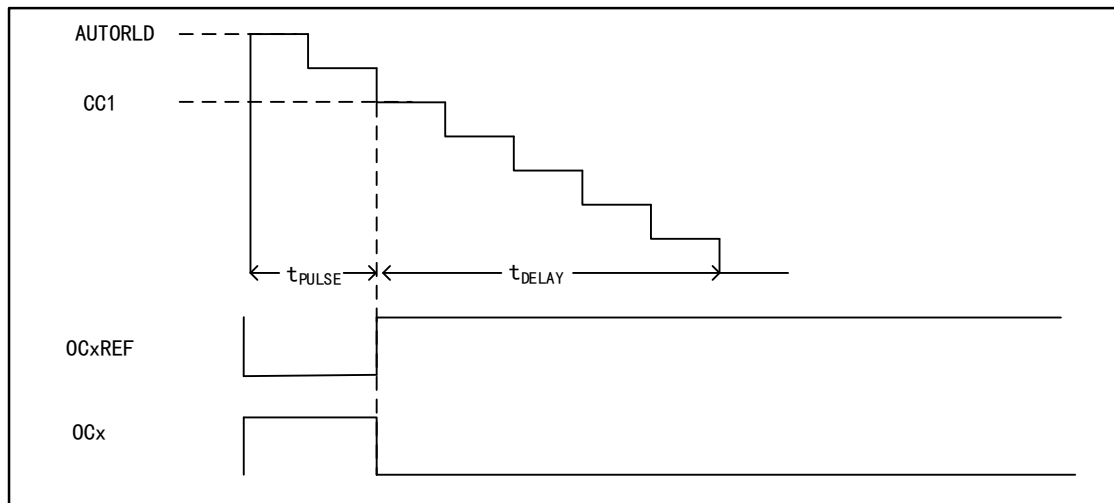 AUTORLD
CC1
tPULSE
tDELAY
OCxREF
OCx